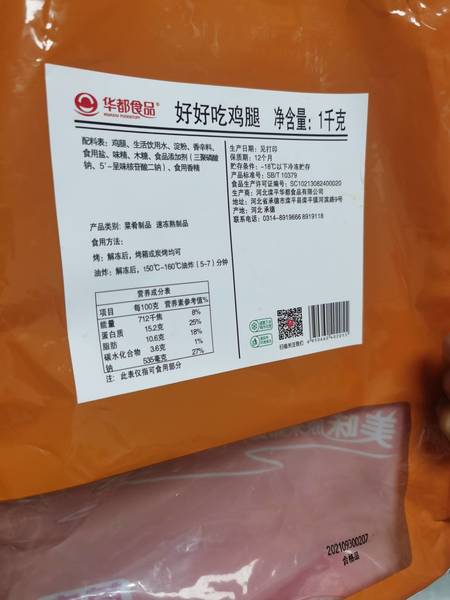 华都食品
好好吃鸡腿 净含量：1千克
配料表：鸡腿、生活饮用水、淀粉、香辛料、
食用盐、味精、木糖、食品添加剂（三聚磷酸
钠、5'-呈味核苷酸二钠）、食用香精
产品类别：菜肴制品 速冻熟制品
食用方法：
烤：解冻后，烤箱或炭烤均可
油炸：解冻后，150℃-160℃油炸（5-7）分钟
生产日期：见打印
保质期：12个月
贮存条件：-18℃以下冷冻贮存
产品标准号：SB/T 10379
食品生产许可证编号：SC10213082400020
生产商：河北滦平华都食品有限公司
地址：河北省承德市滦平县滦平镇河滨路9号
产地：河北 承德
联系电话：0314-8919666 8919118
营养成分表
项目 每100克 营养素参考值%
能量 712千焦 8%
蛋白质 15.2克 25%
脂肪 10.6克 18%
碳水化合物 3.6克 1%
钠 535毫克 27%
注：此表仅指可食用部分
扫描关注我们
美味
202109300207
合格品